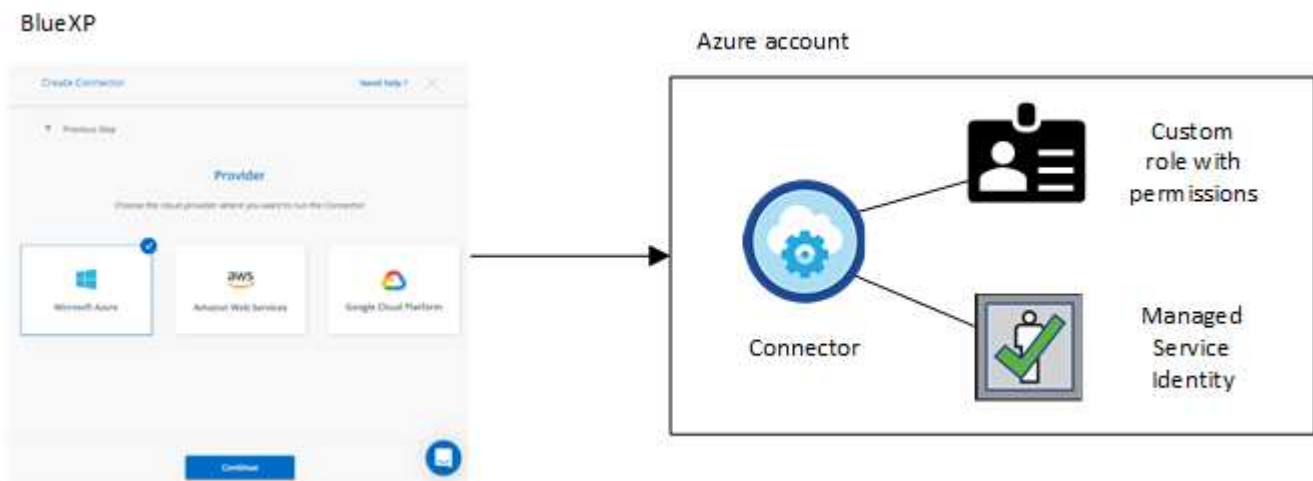 BlueXP
Create Connector
Need help ?
Previous Step
Provider
Choose the cloud provider where you want to run the Connector
Microsoft Azure
aws
Amazon Web Services
Google Cloud Platform
Continue
Azure account
Connector
Custom
role with
permissions
Managed
Service
Identity